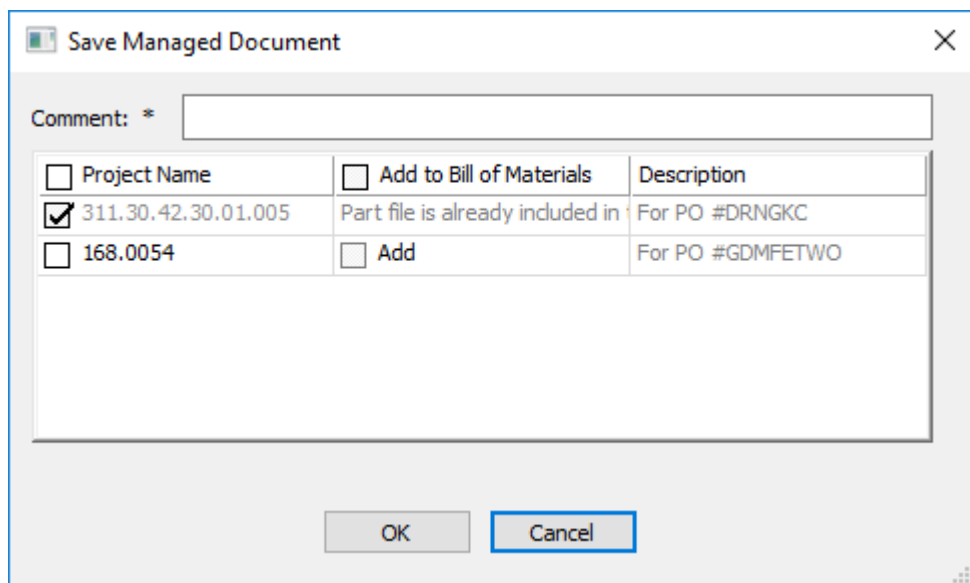 Save Managed Document
Comment: *
Project Name Add to Bill of Materials Description
311.30.42.30.01.005 Part file is already included in For PO #DRNGKC
168.0054 Add For PO #GDMFETWO
OK Cancel